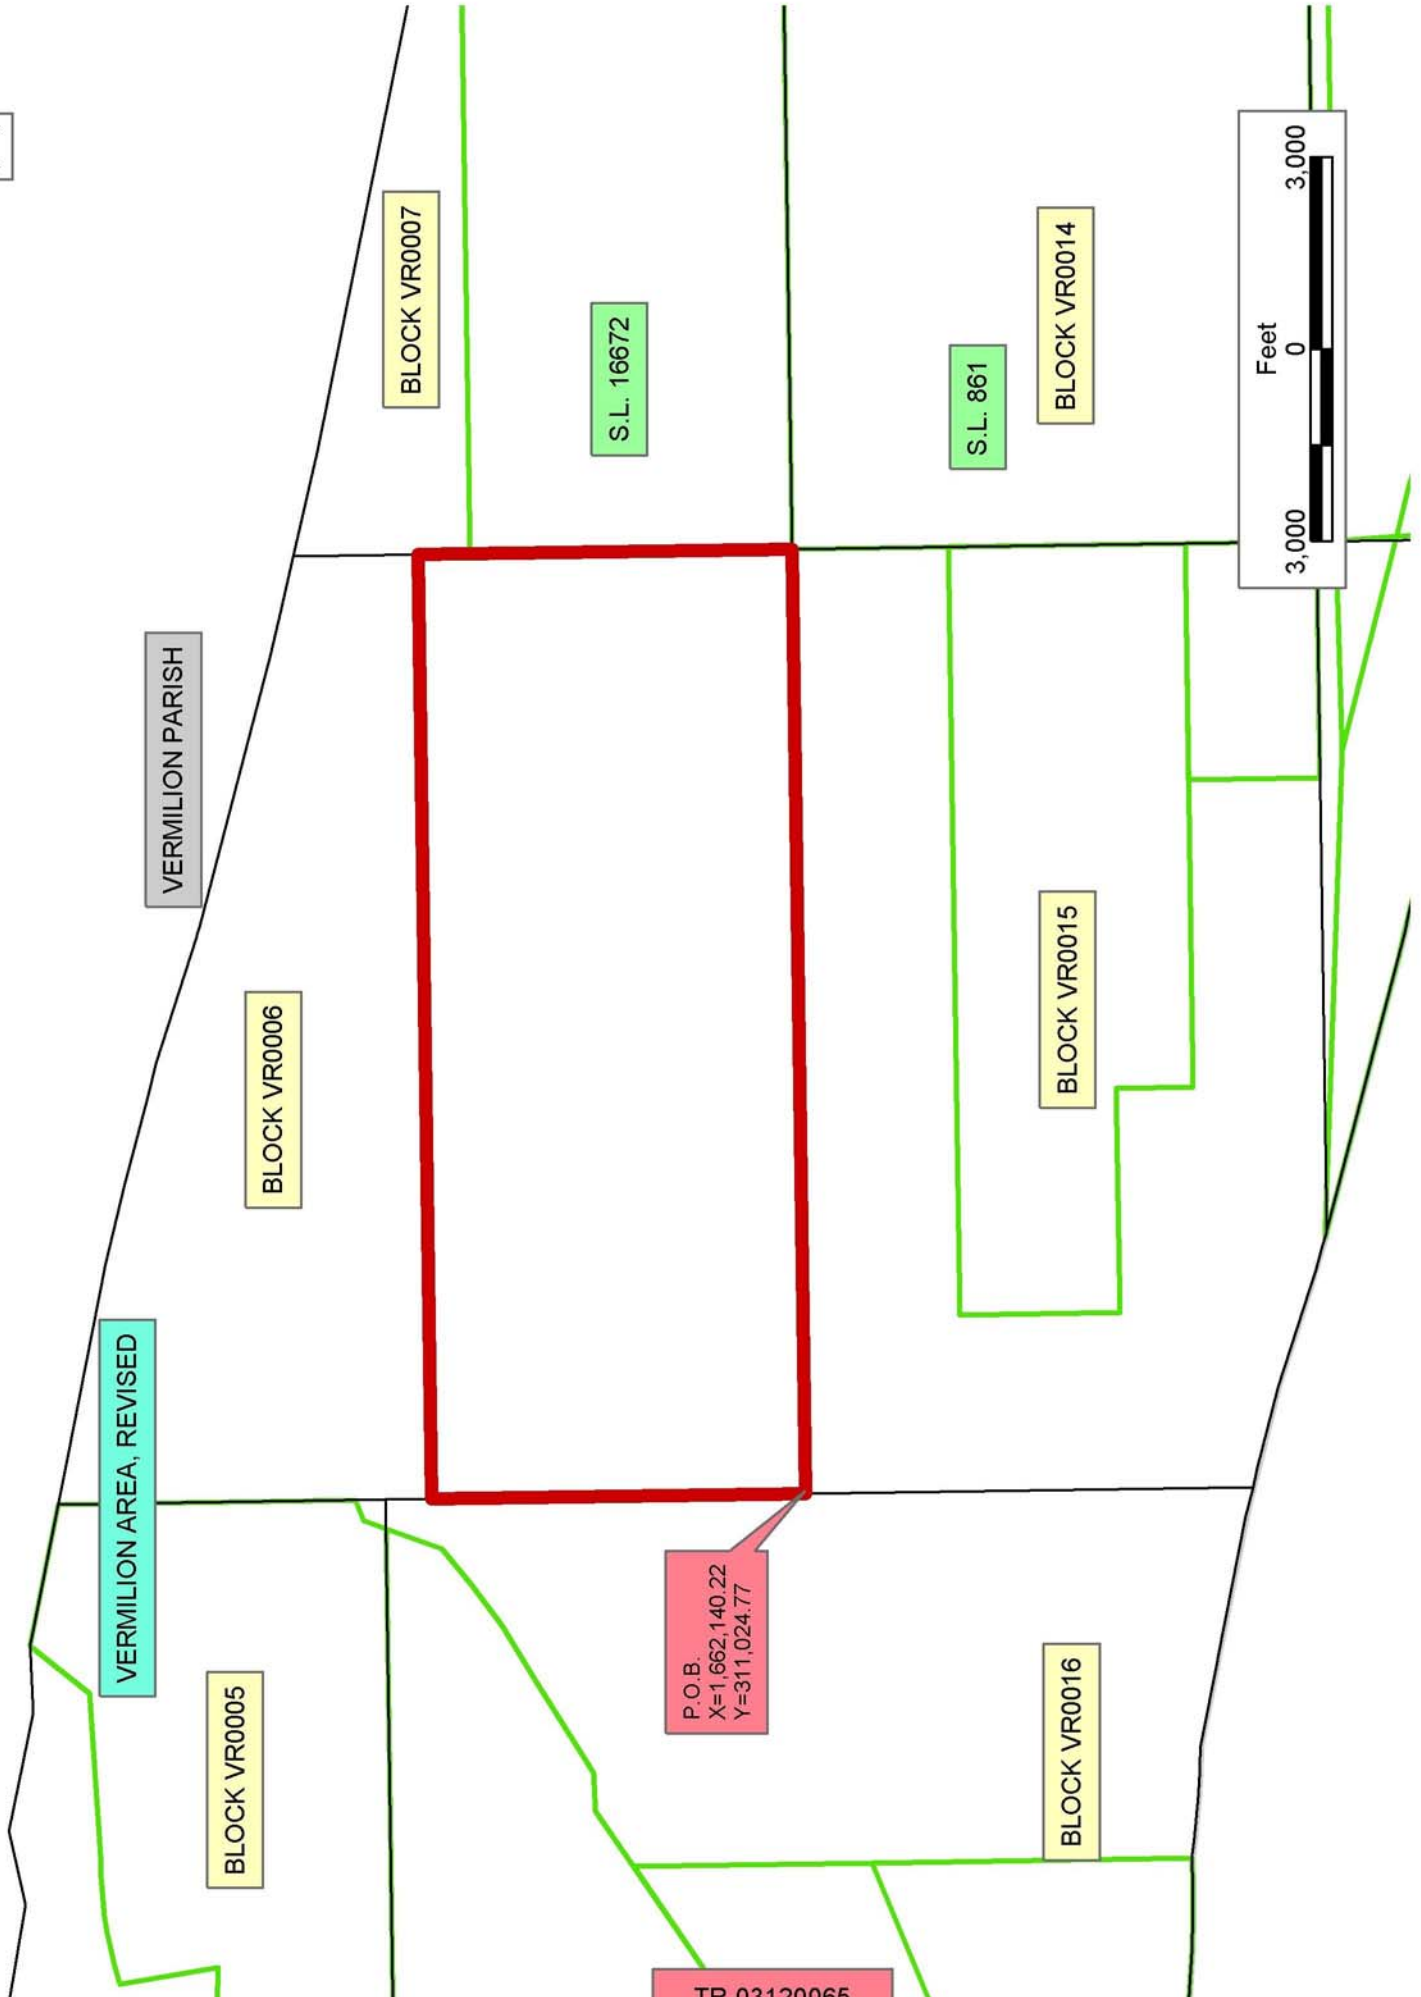 VERMILION AREA, REVISED
VERMILION PARISH
BLOCK VR0005
BLOCK VR0006
BLOCK VR0007
S.L. 16672
P.O.B.
X=1,662,140.22
Y=311,024.77
S.L. 861
BLOCK VR0016
BLOCK VR0015
BLOCK VR0014
Feet
3,000
0
3,000